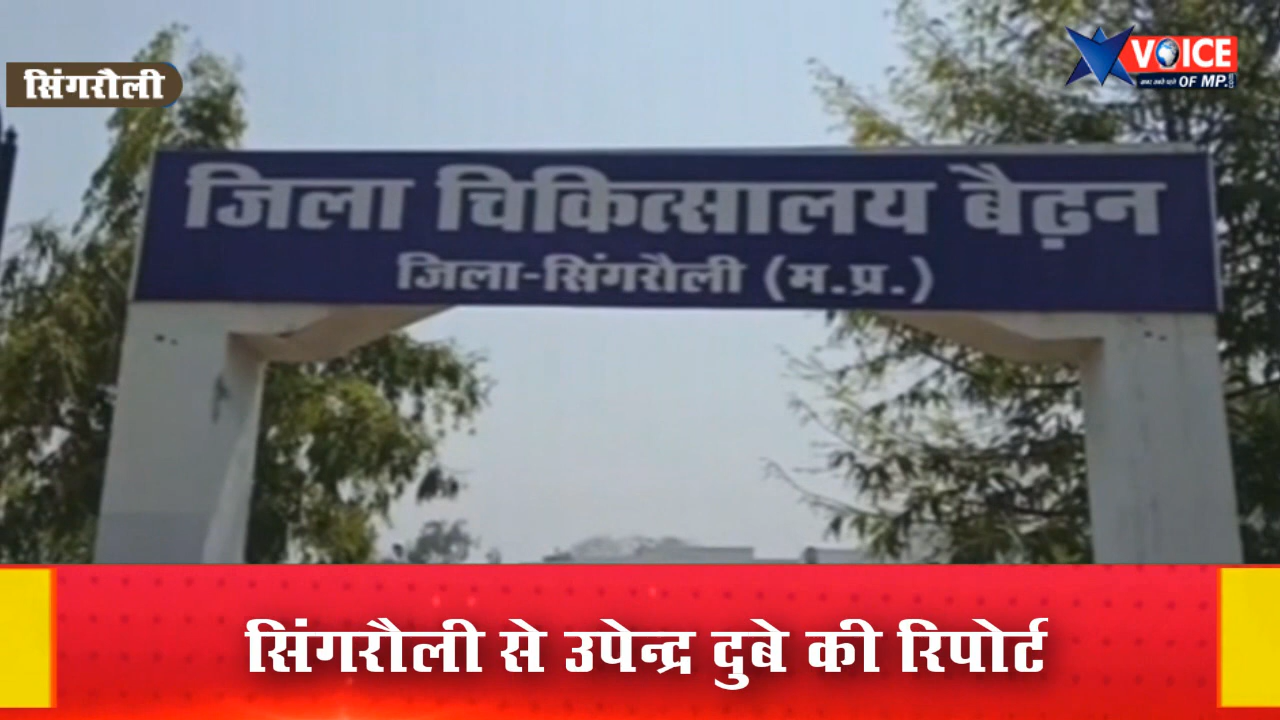 सिंगरौली
VOICE
OF MP.
जिला चिकित्सालय बैढ़न
जिला-सिंगरौली (म.प्र.)
सिंगरौली से उपेन्द्र दुबे की रिपोर्ट